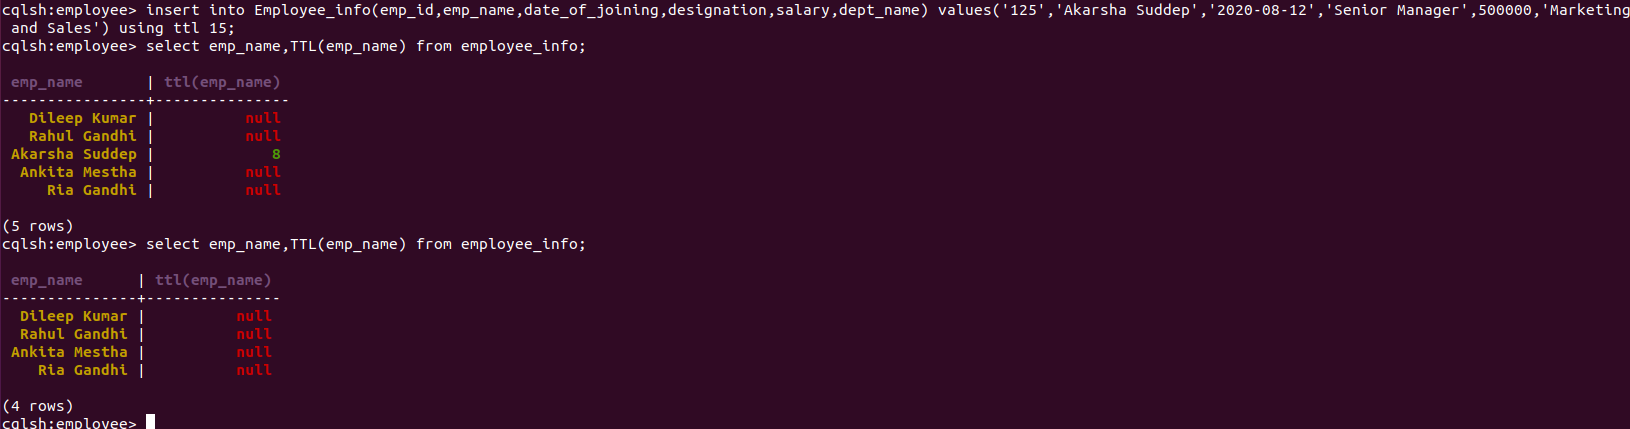 cqlsh:employee> insert into Employee_info(emp_id,emp_name,date_of_joining,designation,salary,dept_name) values('125','Akarsha Suddep','2020-08-12','Senior Manager',500000,'Marketing
 and Sales') using ttl 15;
cqlsh:employee> select emp_name,TTL(emp_name) from employee_info;

 emp_name       | ttl(emp_name)
----------------+---------------
   Dileep Kumar |          null
   Rahul Gandhi |          null
 Akarsha Suddep |             8
  Ankita Mestha |          null
     Ria Gandhi |          null

(5 rows)
cqlsh:employee> select emp_name,TTL(emp_name) from employee_info;

 emp_name      | ttl(emp_name)
---------------+---------------
  Dileep Kumar |          null
  Rahul Gandhi |          null
 Ankita Mestha |          null
    Ria Gandhi |          null

(4 rows)
cqlsh:employee>